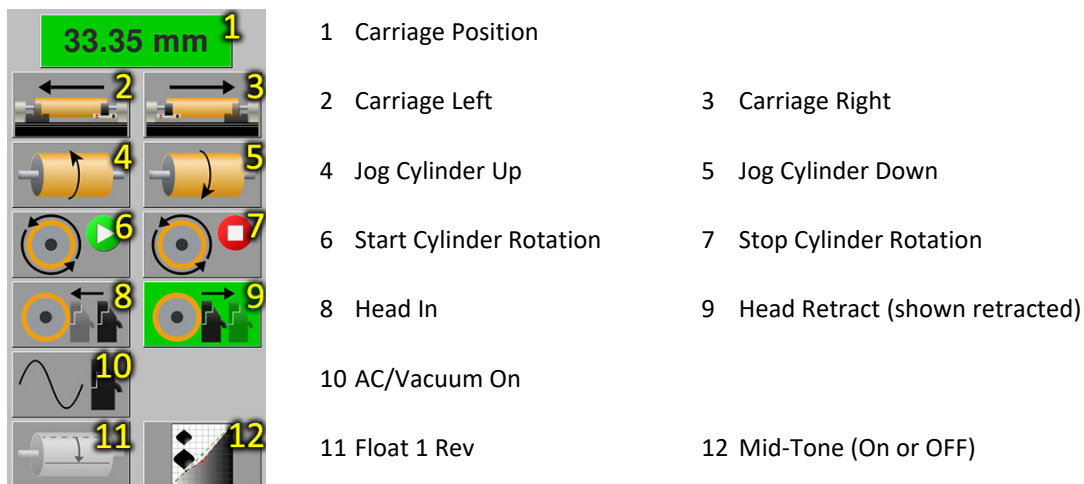 33.35 mm 1
1 Carriage Position
2 3
2 Carriage Left 3 Carriage Right
4 5
4 Jog Cylinder Up 5 Jog Cylinder Down
6 7
6 Start Cylinder Rotation 7 Stop Cylinder Rotation
8 9
8 Head In 9 Head Retract (shown retracted)
10
10 AC/Vacuum On
11 12
11 Float 1 Rev 12 Mid-Tone (On or OFF)